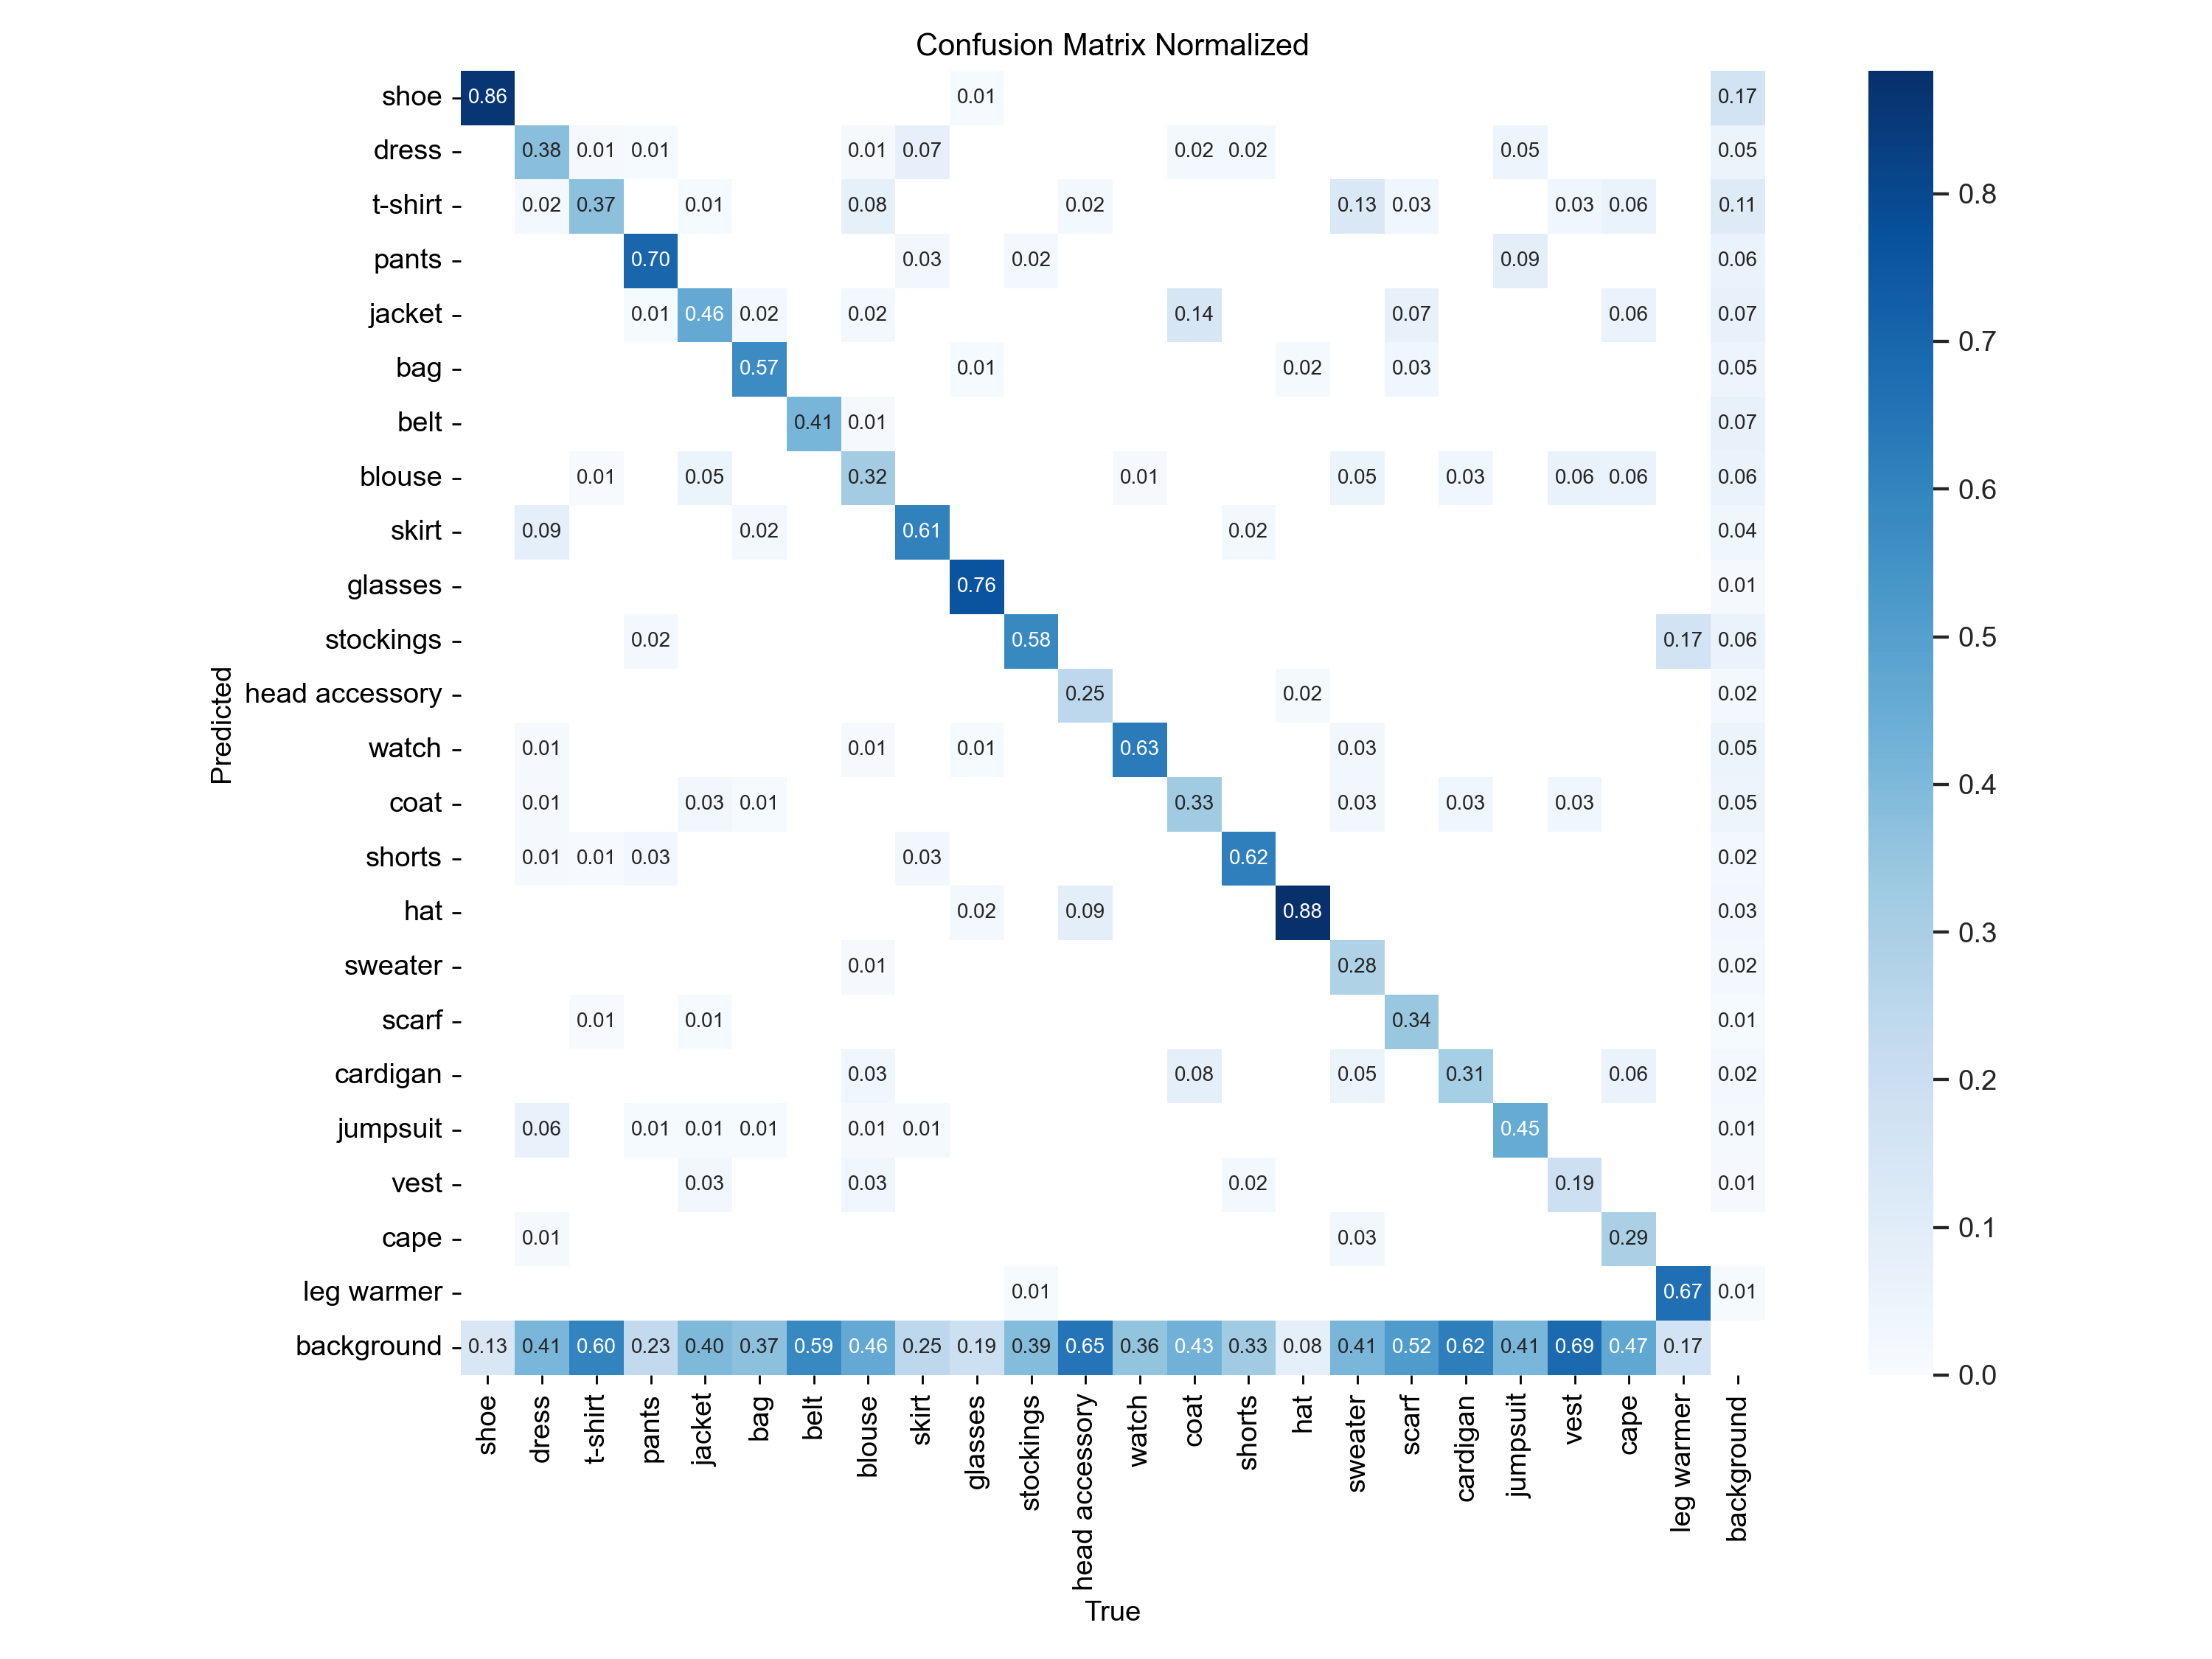 Confusion Matrix Normalized
shoe 0.86 0.01 0.17
dress 0.38 0.01 0.01 0.01 0.07 0.02 0.02 0.05 0.05
t-shirt 0.02 0.37 0.01 0.08 0.02 0.13 0.03 0.03 0.06 0.11
pants 0.70 0.03 0.02 0.09 0.06
jacket 0.01 0.46 0.02 0.02 0.14 0.07 0.06 0.07
bag 0.57 0.01 0.02 0.03 0.05
belt 0.41 0.01 0.07
blouse 0.01 0.05 0.32 0.01 0.05 0.03 0.06 0.06 0.06
skirt 0.09 0.02 0.61 0.02 0.04
glasses 0.76 0.01
stockings 0.02 0.58 0.17 0.06
head accessory 0.25 0.02 0.02
watch 0.01 0.01 0.01 0.63 0.03 0.05
coat 0.01 0.03 0.01 0.33 0.03 0.03 0.03 0.05
shorts 0.01 0.01 0.03 0.03 0.62 0.02
hat 0.02 0.09 0.88 0.03
sweater 0.01 0.28 0.02
scarf 0.01 0.01 0.34 0.01
cardigan 0.03 0.08 0.05 0.31 0.06 0.02
jumpsuit 0.06 0.01 0.01 0.01 0.01 0.01 0.45 0.01
vest 0.03 0.03 0.02 0.19 0.01
cape 0.01 0.03 0.29
leg warmer 0.01 0.67 0.01
background 0.13 0.41 0.60 0.23 0.40 0.37 0.59 0.46 0.25 0.19 0.39 0.65 0.36 0.43 0.33 0.08 0.41 0.52 0.62 0.41 0.69 0.47 0.17
shoe dress t-shirt pants jacket bag belt blouse skirt glasses stockings head accessory watch coat shorts hat sweater scarf cardigan jumpsuit vest cape leg warmer background
True
Predicted
0.8
0.7
0.6
0.5
0.4
0.3
0.2
0.1
0.0